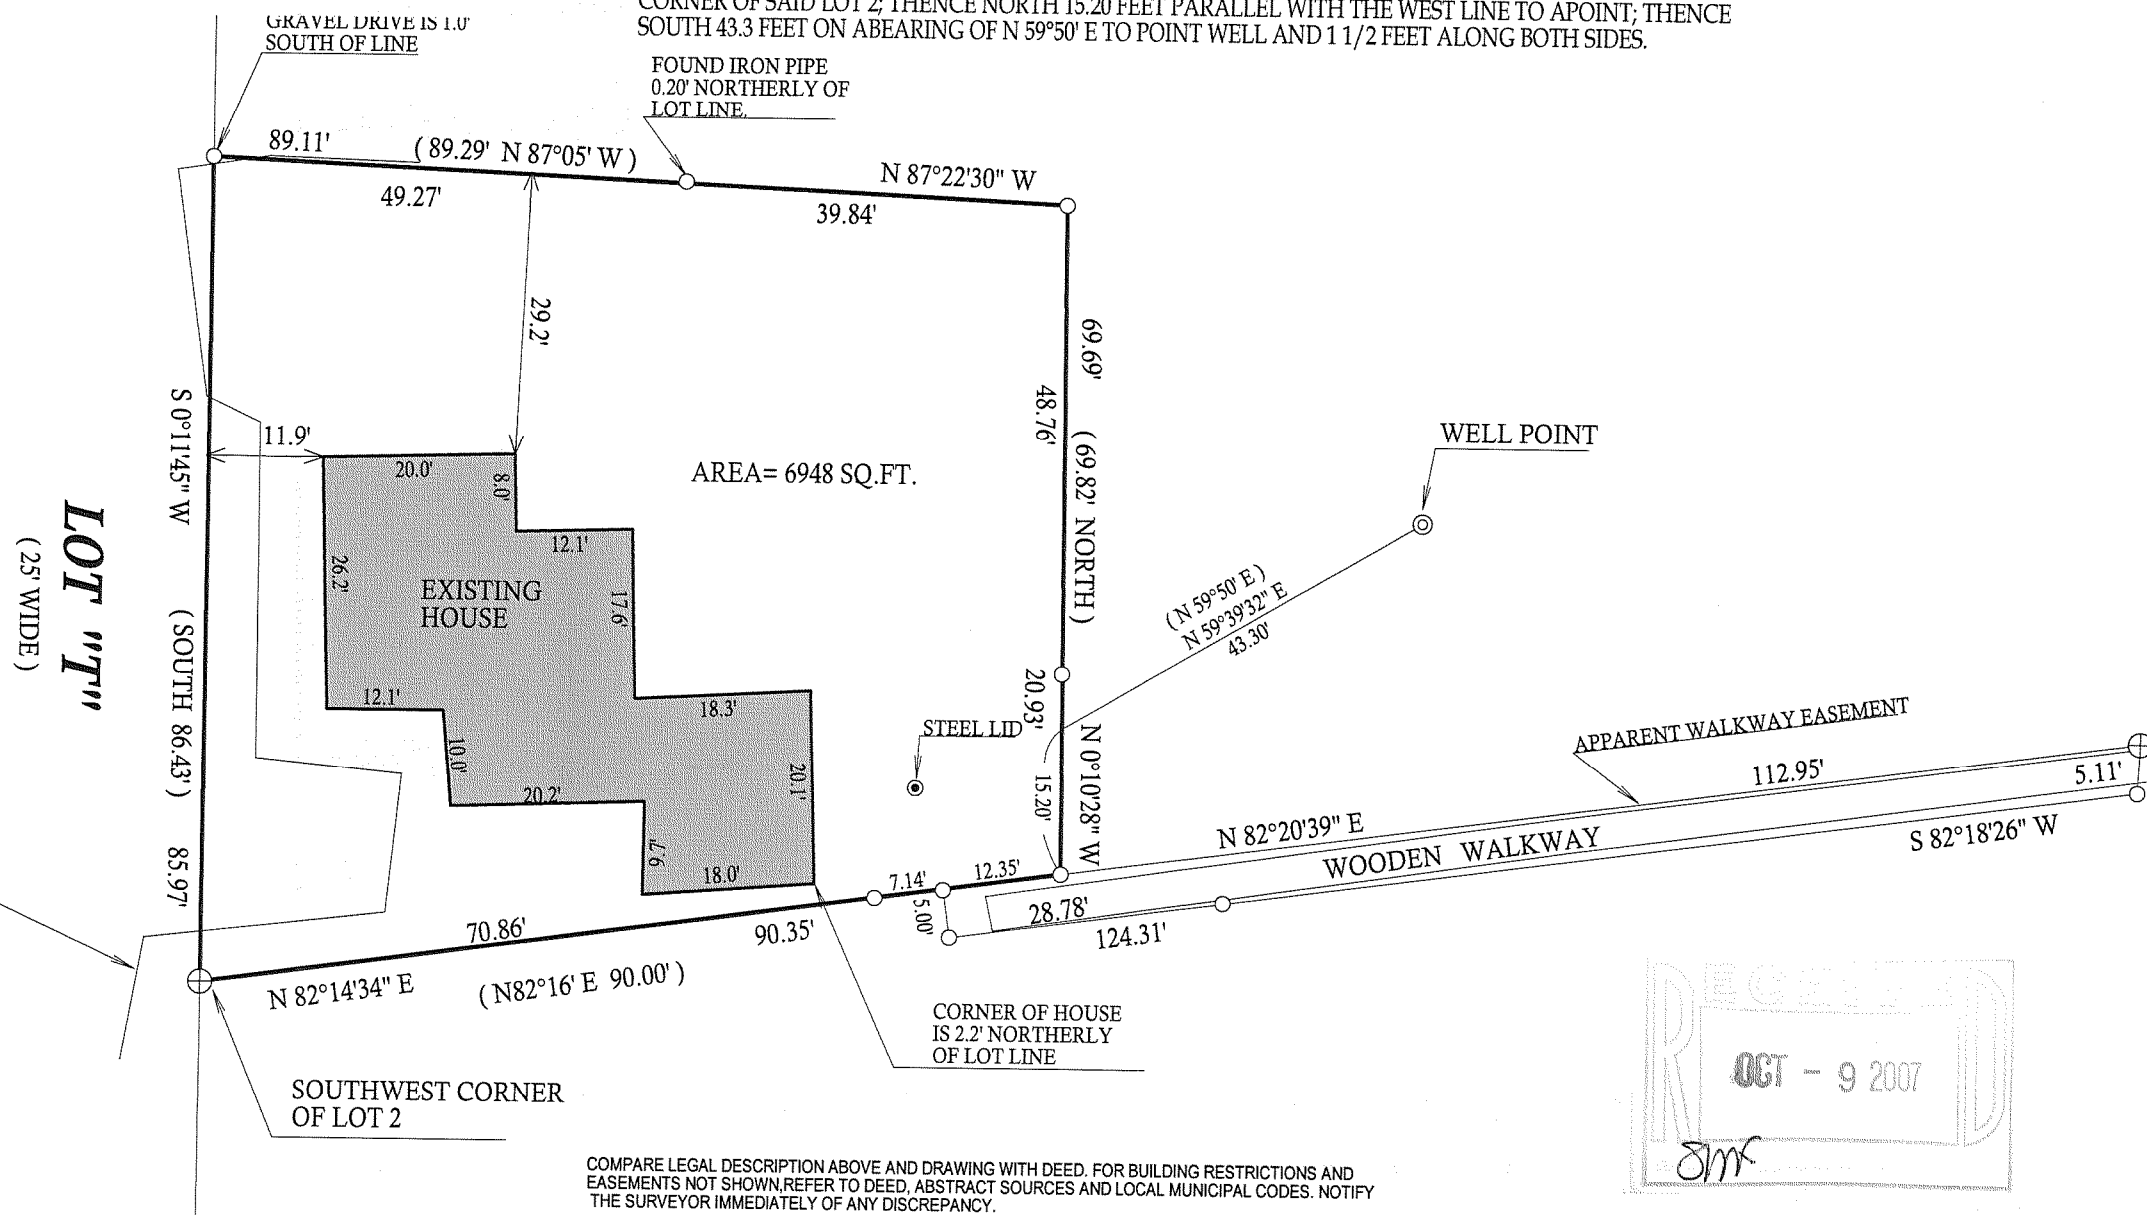 CORNER OF SAID LOT 2; THENCE NORTH 15.20 FEET PARALLEL WITH THE WEST LINE TO APOINT; THENCE
SOUTH 43.3 FEET ON ABEARING OF N 59°50' E TO POINT WELL AND 1 1/2 FEET ALONG BOTH SIDES.
GRAVEL DRIVE IS 1.0'
SOUTH OF LINE
FOUND IRON PIPE
0.20' NORTHERLY OF
LOT LINE.
89.11'
( 89.29' N 87°05' W )
N 87°22'30" W
49.27'
39.84'
29.2'
69.69'
48.76'
( 69.82' NORTH )
S 0°11'45" W
11.9'
20.0'
8.0'
AREA= 6948 SQ.FT.
WELL POINT
12.1'
LOT "T"
( 25' WIDE )
26.2'
EXISTING
HOUSE
17.6'
( N 59°50' E )
N 59°39'32" E
43.30'
( SOUTH 86.43' )
12.1'
18.3'
20.93'
STEEL LID
N 0°10'28" W
APPARENT WALKWAY EASEMENT
10.0'
20.1'
15.20'
112.95'
5.11'
20.2'
N 82°20'39" E
WOODEN WALKWAY
S 82°18'26" W
85.97'
9.7'
18.0'
7.14'
12.35'
5.00'
28.78'
124.31'
70.86'
90.35'
N 82°14'34" E
( N82°16' E 90.00' )
CORNER OF HOUSE
IS 2.2' NORTHERLY
OF LOT LINE
SOUTHWEST CORNER
OF LOT 2
RECEIVED
OCT - 9 2007
COMPARE LEGAL DESCRIPTION ABOVE AND DRAWING WITH DEED. FOR BUILDING RESTRICTIONS AND
EASEMENTS NOT SHOWN,REFER TO DEED, ABSTRACT SOURCES AND LOCAL MUNICIPAL CODES. NOTIFY
THE SURVEYOR IMMEDIATELY OF ANY DISCREPANCY.